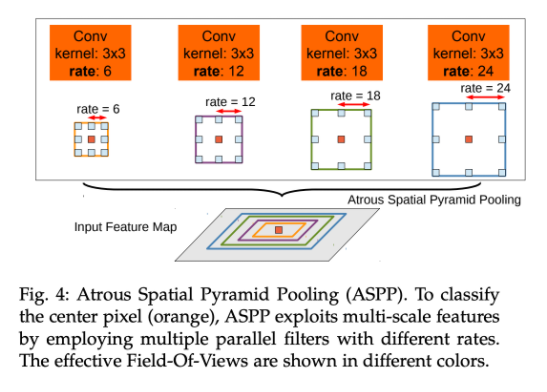 Conv
kernel: 3x3
rate: 6
Conv
kernel: 3x3
rate: 12
Conv
kernel: 3x3
rate: 18
Conv
kernel: 3x3
rate: 24
rate = 6
rate = 12
rate = 18
rate = 24
Atrous Spatial Pyramid Pooling
Input Feature Map
Fig. 4: Atrous Spatial Pyramid Pooling (ASPP). To classify
the center pixel (orange), ASPP exploits multi-scale features
by employing multiple parallel filters with different rates.
The effective Field-Of-Views are shown in different colors.